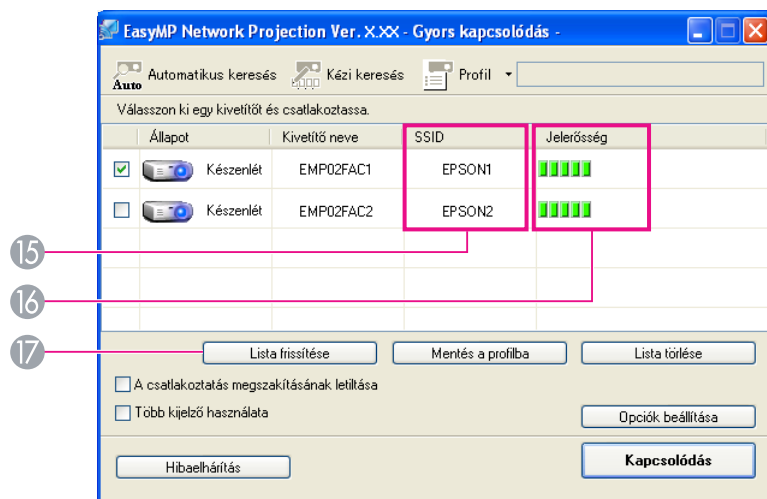 EasyMP Network Projection Ver. X.XX - Gyors kapcsolódás -
Auto Automatikus keresés Kézi keresés Profil
Válasszon ki egy kivetítőt és csatlakoztassa.
Állapot Kivetítő neve SSID Jelerősség
Készenlét EMP02FAC1 EPSON1
Készenlét EMP02FAC2 EPSON2
15
16
17
Lista frissítése Mentés a profilba Lista törlése
A csatlakoztatás megszakításának letiltása
Több kijelző használata
Opciók beállítása
Hibaelhárítás Kapcsolódás